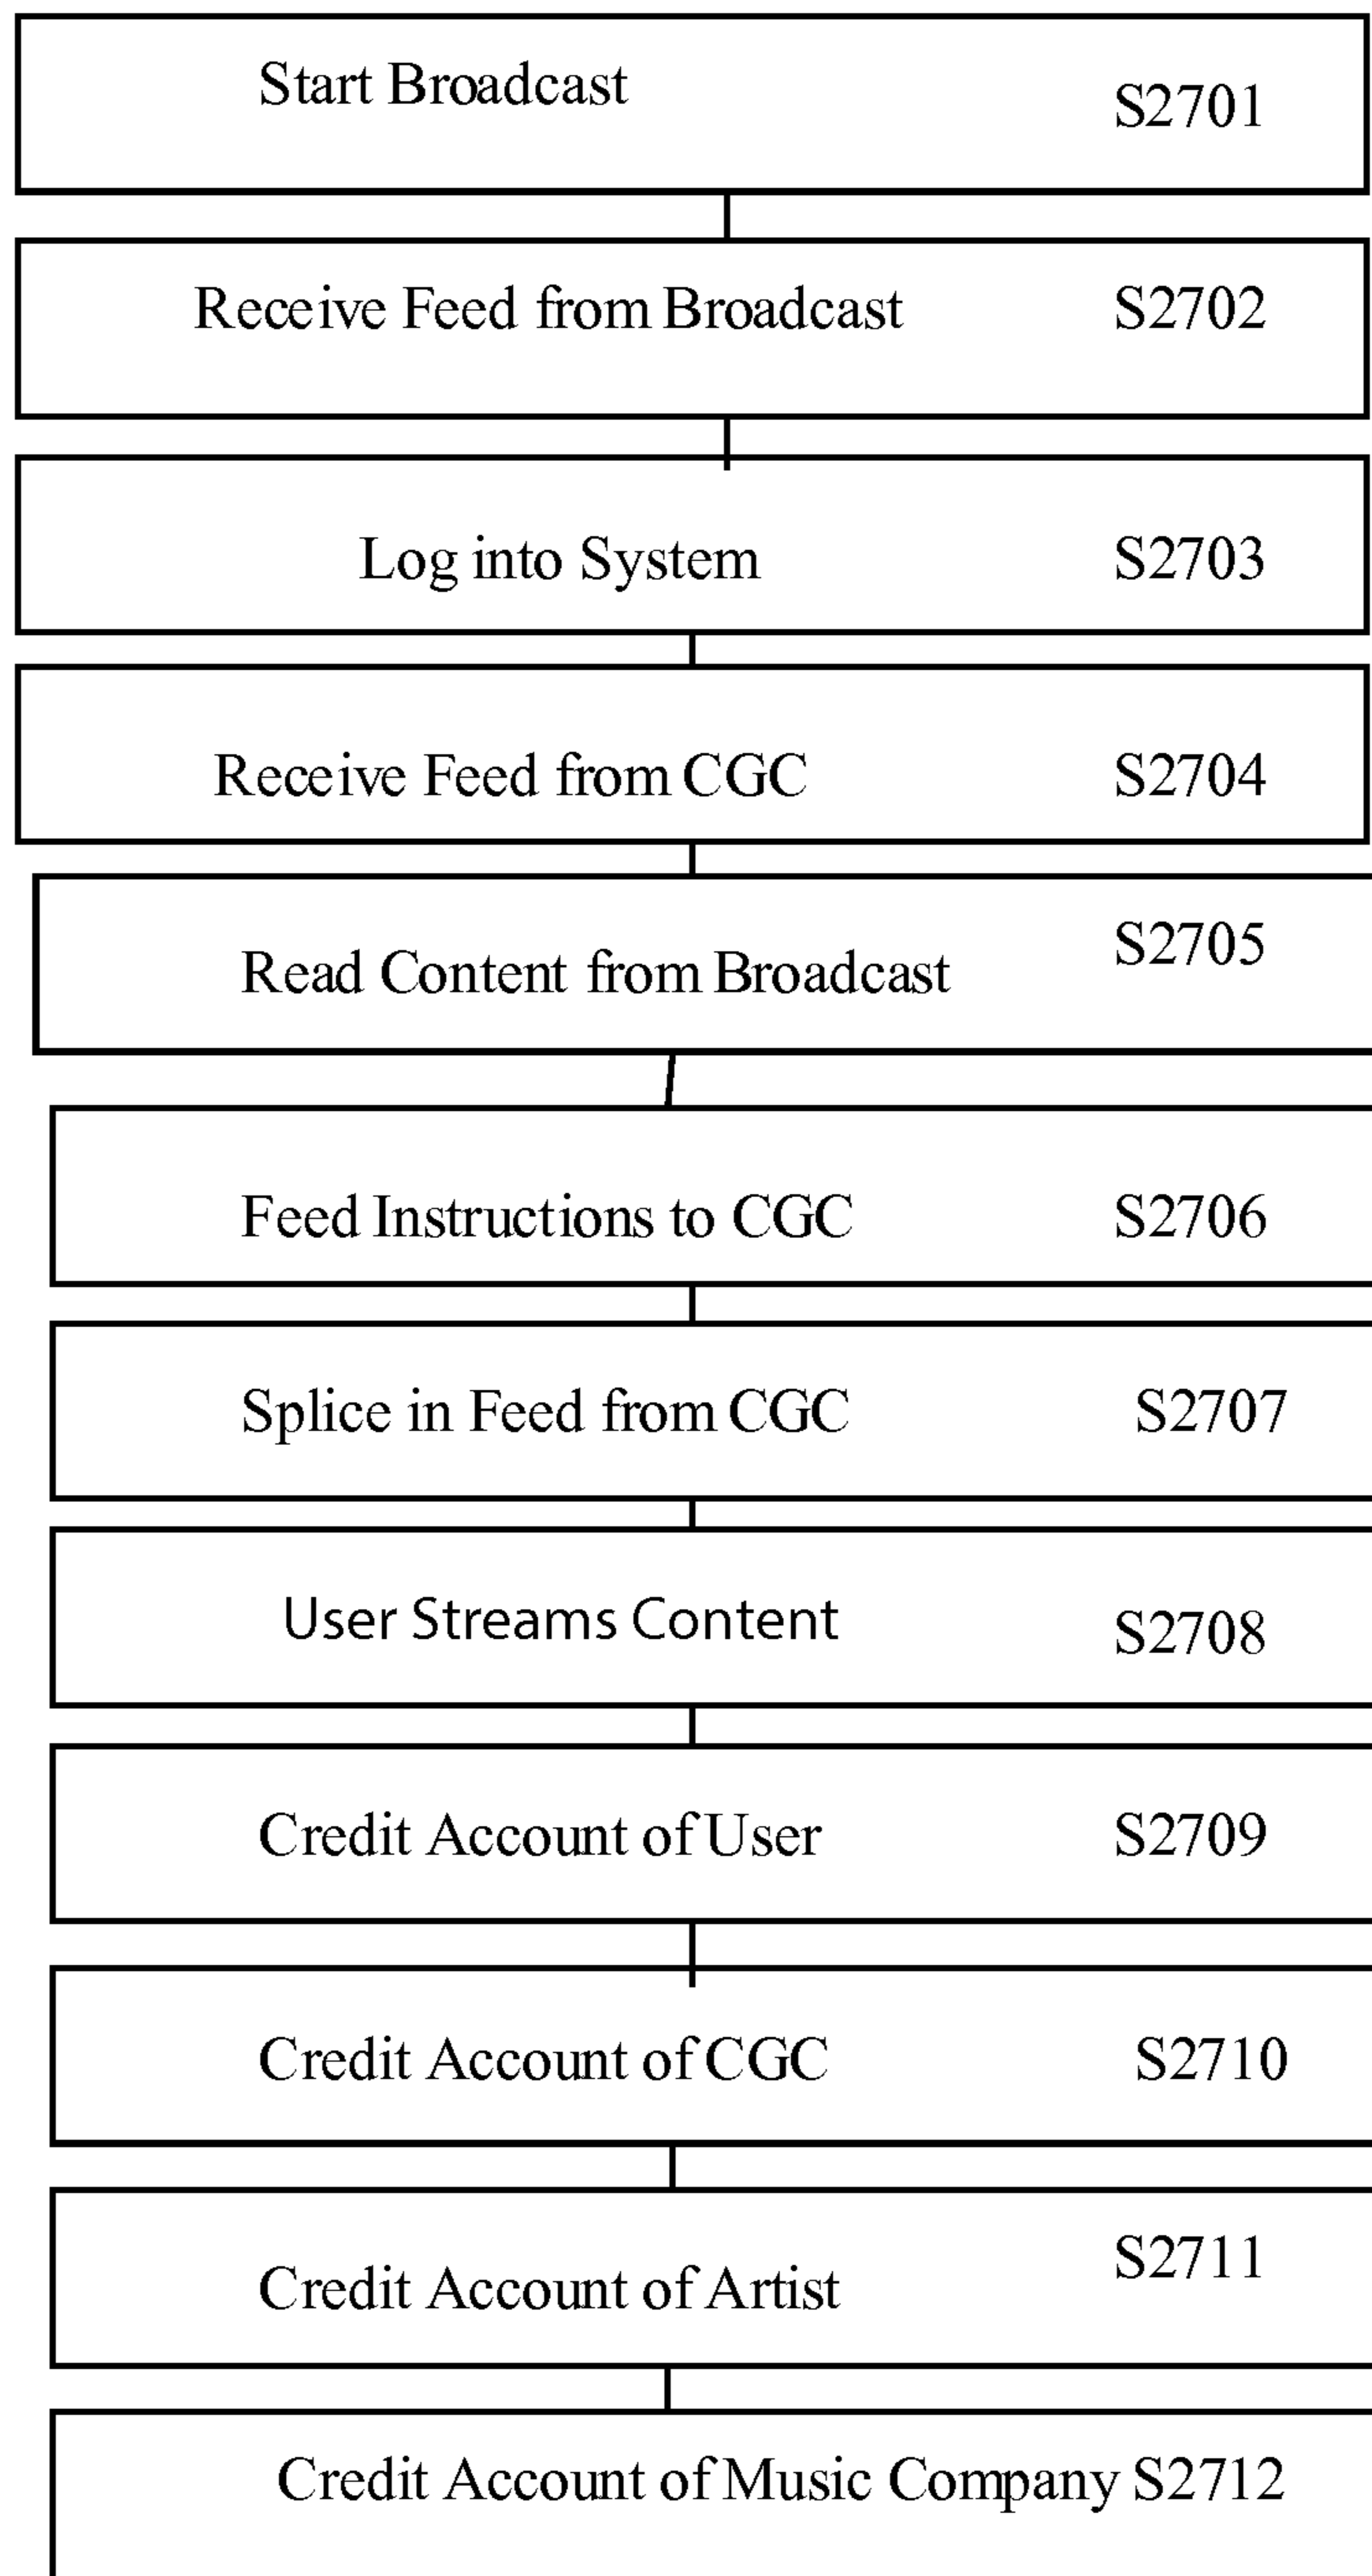 Start Broadcast S2701
Receive Feed from Broadcast S2702
Log into System S2703
Receive Feed from CGC S2704
Read Content from Broadcast S2705
Feed Instructions to CGC S2706
Splice in Feed from CGC S2707
User Streams Content S2708
Credit Account of User S2709
Credit Account of CGC S2710
Credit Account of Artist S2711
Credit Account of Music Company S2712